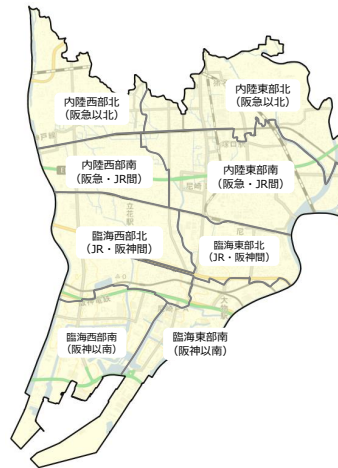 内陸西部北
(阪急以北)
内陸東部北
(阪急以北)
内陸西部南
(阪急・JR間)
内陸東部南
(阪急・JR間)
立花駅
臨海西部北
(JR・阪神間)
臨海東部北
(JR・阪神間)
臨海西部南
(阪神以南)
臨海東部南
(阪神以南)